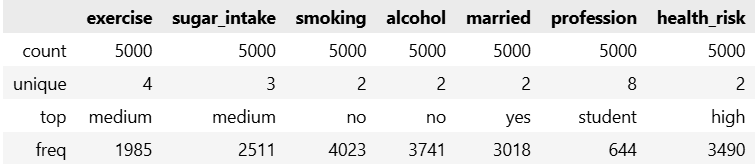 exercise sugar_intake smoking alcohol married profession health_risk
count 5000 5000 5000 5000 5000 5000 5000
unique 4 3 2 2 2 8 2
top medium medium no no yes student high
freq 1985 2511 4023 3741 3018 644 3490